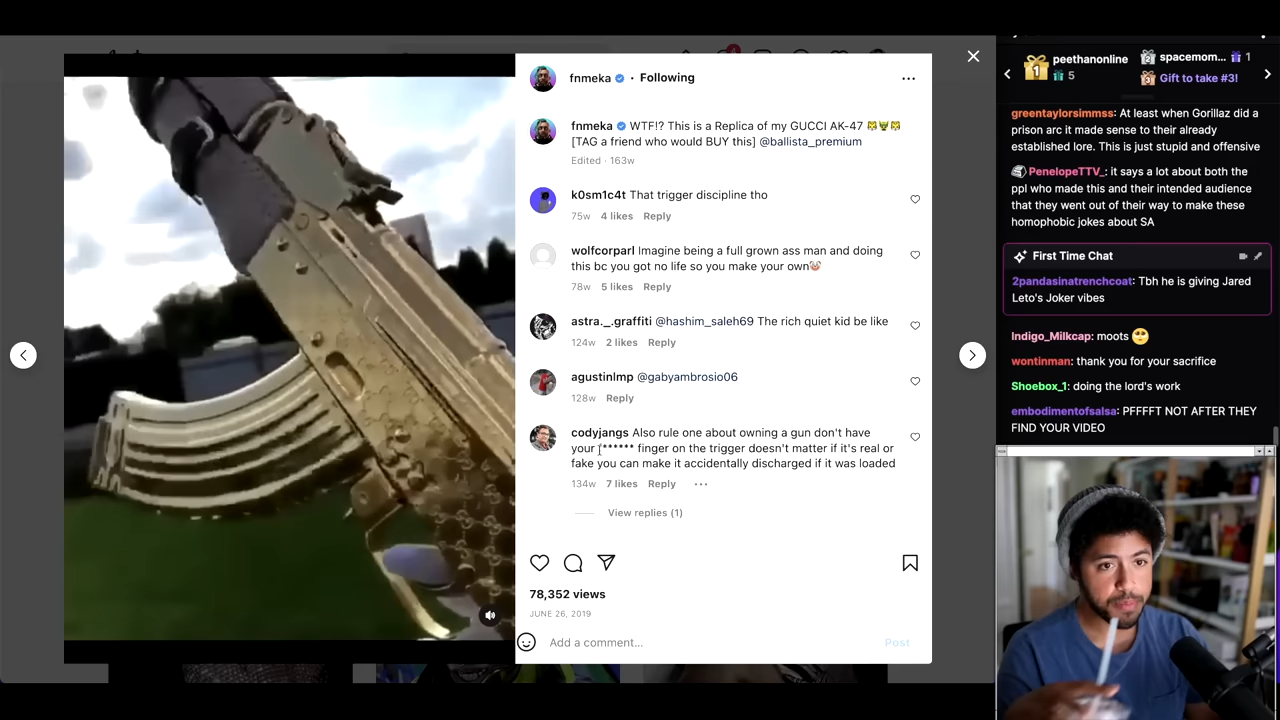 fnmeka • Following
fnmeka WTF!? This is a Replica of my GUCCI AK-47 🐯🐯🐯
[TAG a friend who would BUY this] @ballista_premium
Edited · 163w
k0sm1c4t That trigger discipline tho
75w 4 likes Reply
wolfcorparl Imagine being a full grown ass man and doing
this bc you got no life so you make your own🤡
78w 5 likes Reply
astra._.graffiti @hashim_saleh69 The rich quiet kid be like
124w 2 likes Reply
agustinlmp @gabyambrosio06
128w Reply
codyjangs Also rule one about owning a gun don't have
your f****** finger on the trigger doesn't matter if it's real or
fake you can make it accidentally discharged if it was loaded
134w 7 likes Reply ...
View replies (1)
78,352 views
JUNE 26, 2019
Add a comment...
Post
1 peethanonline
5
2 spacemom... 1
3 Gift to take #3!
greentaylorsimmss: At least when Gorillaz did a
prison arc it made sense to their already
established lore. This is just stupid and offensive
PenelopeTTV_: it says a lot about both the
ppl who made this and their intended audience
that they went out of their way to make these
homophobic jokes about SA
First Time Chat
2pandasinatrenchcoat: Tbh he is giving Jared
Leto's Joker vibes
Indigo_Milkcap: moots
wontinman: thank you for your sacrifice
Shoebox_1: doing the lord's work
embodimentofsalsa: PFFFFT NOT AFTER THEY
FIND YOUR VIDEO